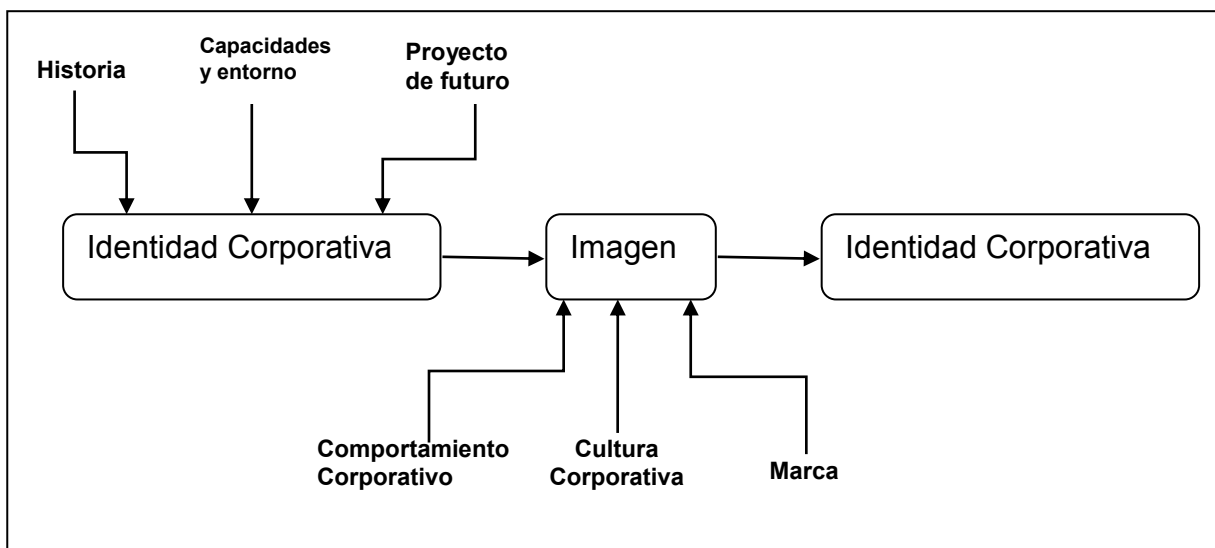 Historia
Capacidades
y entorno
Proyecto
de futuro
Identidad Corporativa
Imagen
Identidad Corporativa
Comportamiento
Corporativo
Cultura
Corporativa
Marca